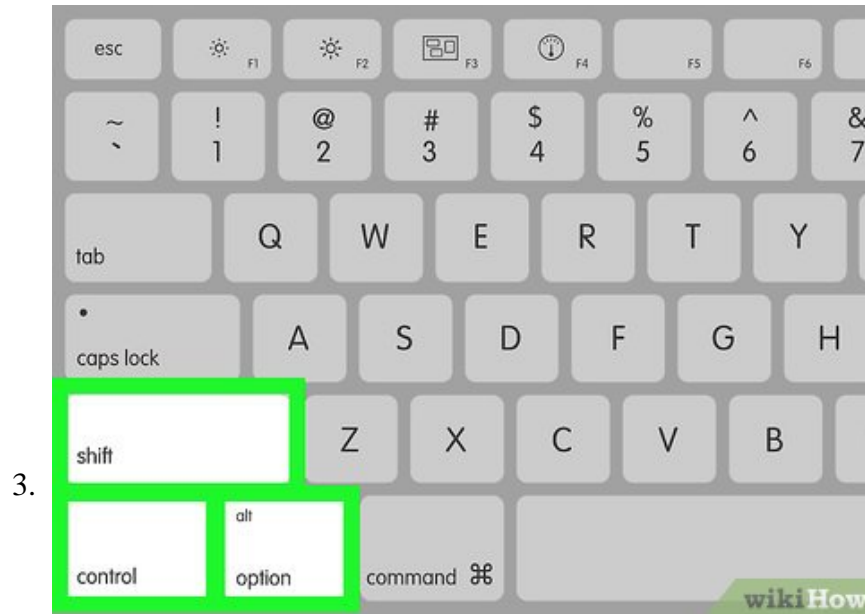 esc F1 F2 F3 F4 F5 F6
~ ! @ # $ % ^ &
` 1 2 3 4 5 6 7
tab Q W E R T Y
caps lock A S D F G H
shift Z X C V B
3.
alt
control option command ⌘
wikiHow